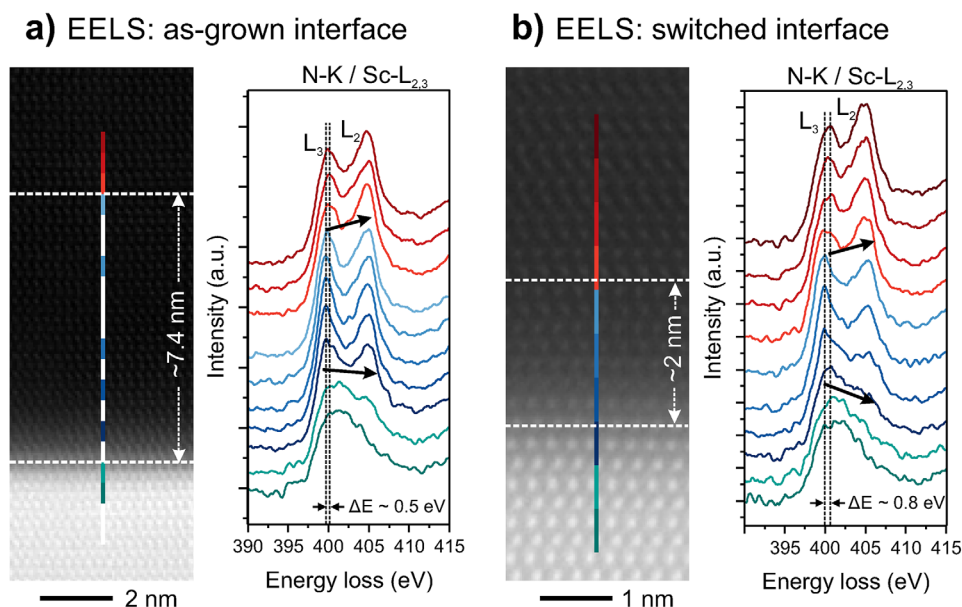 a) EELS: as-grown interface
N-K / Sc-L2,3
L3
L2
~7.4 nm
Intensity (a.u.)
ΔE ~ 0.5 eV
390 395 400 405 410 415
Energy loss (eV)
2 nm
b) EELS: switched interface
N-K / Sc-L2,3
L3
L2
~2 nm
Intensity (a.u.)
ΔE ~ 0.8 eV
390 395 400 405 410 415
Energy loss (eV)
1 nm